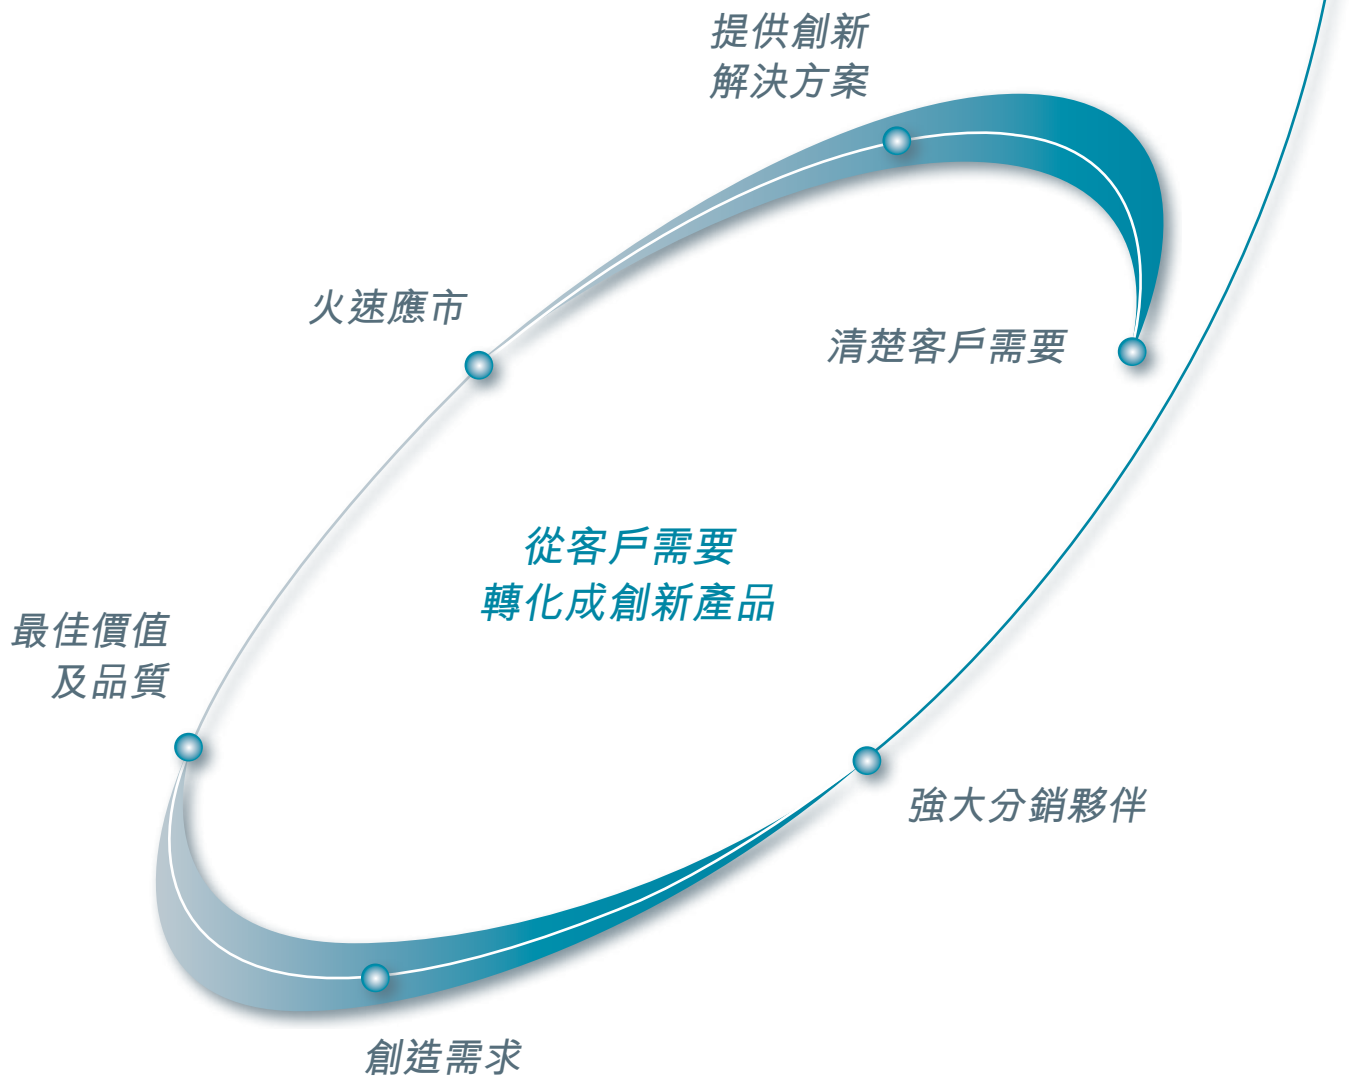 提供創新
解決方案
火速應市
清楚客戶需要
從客戶需要
轉化成創新產品
最佳價值
及品質
強大分銷夥伴
創造需求